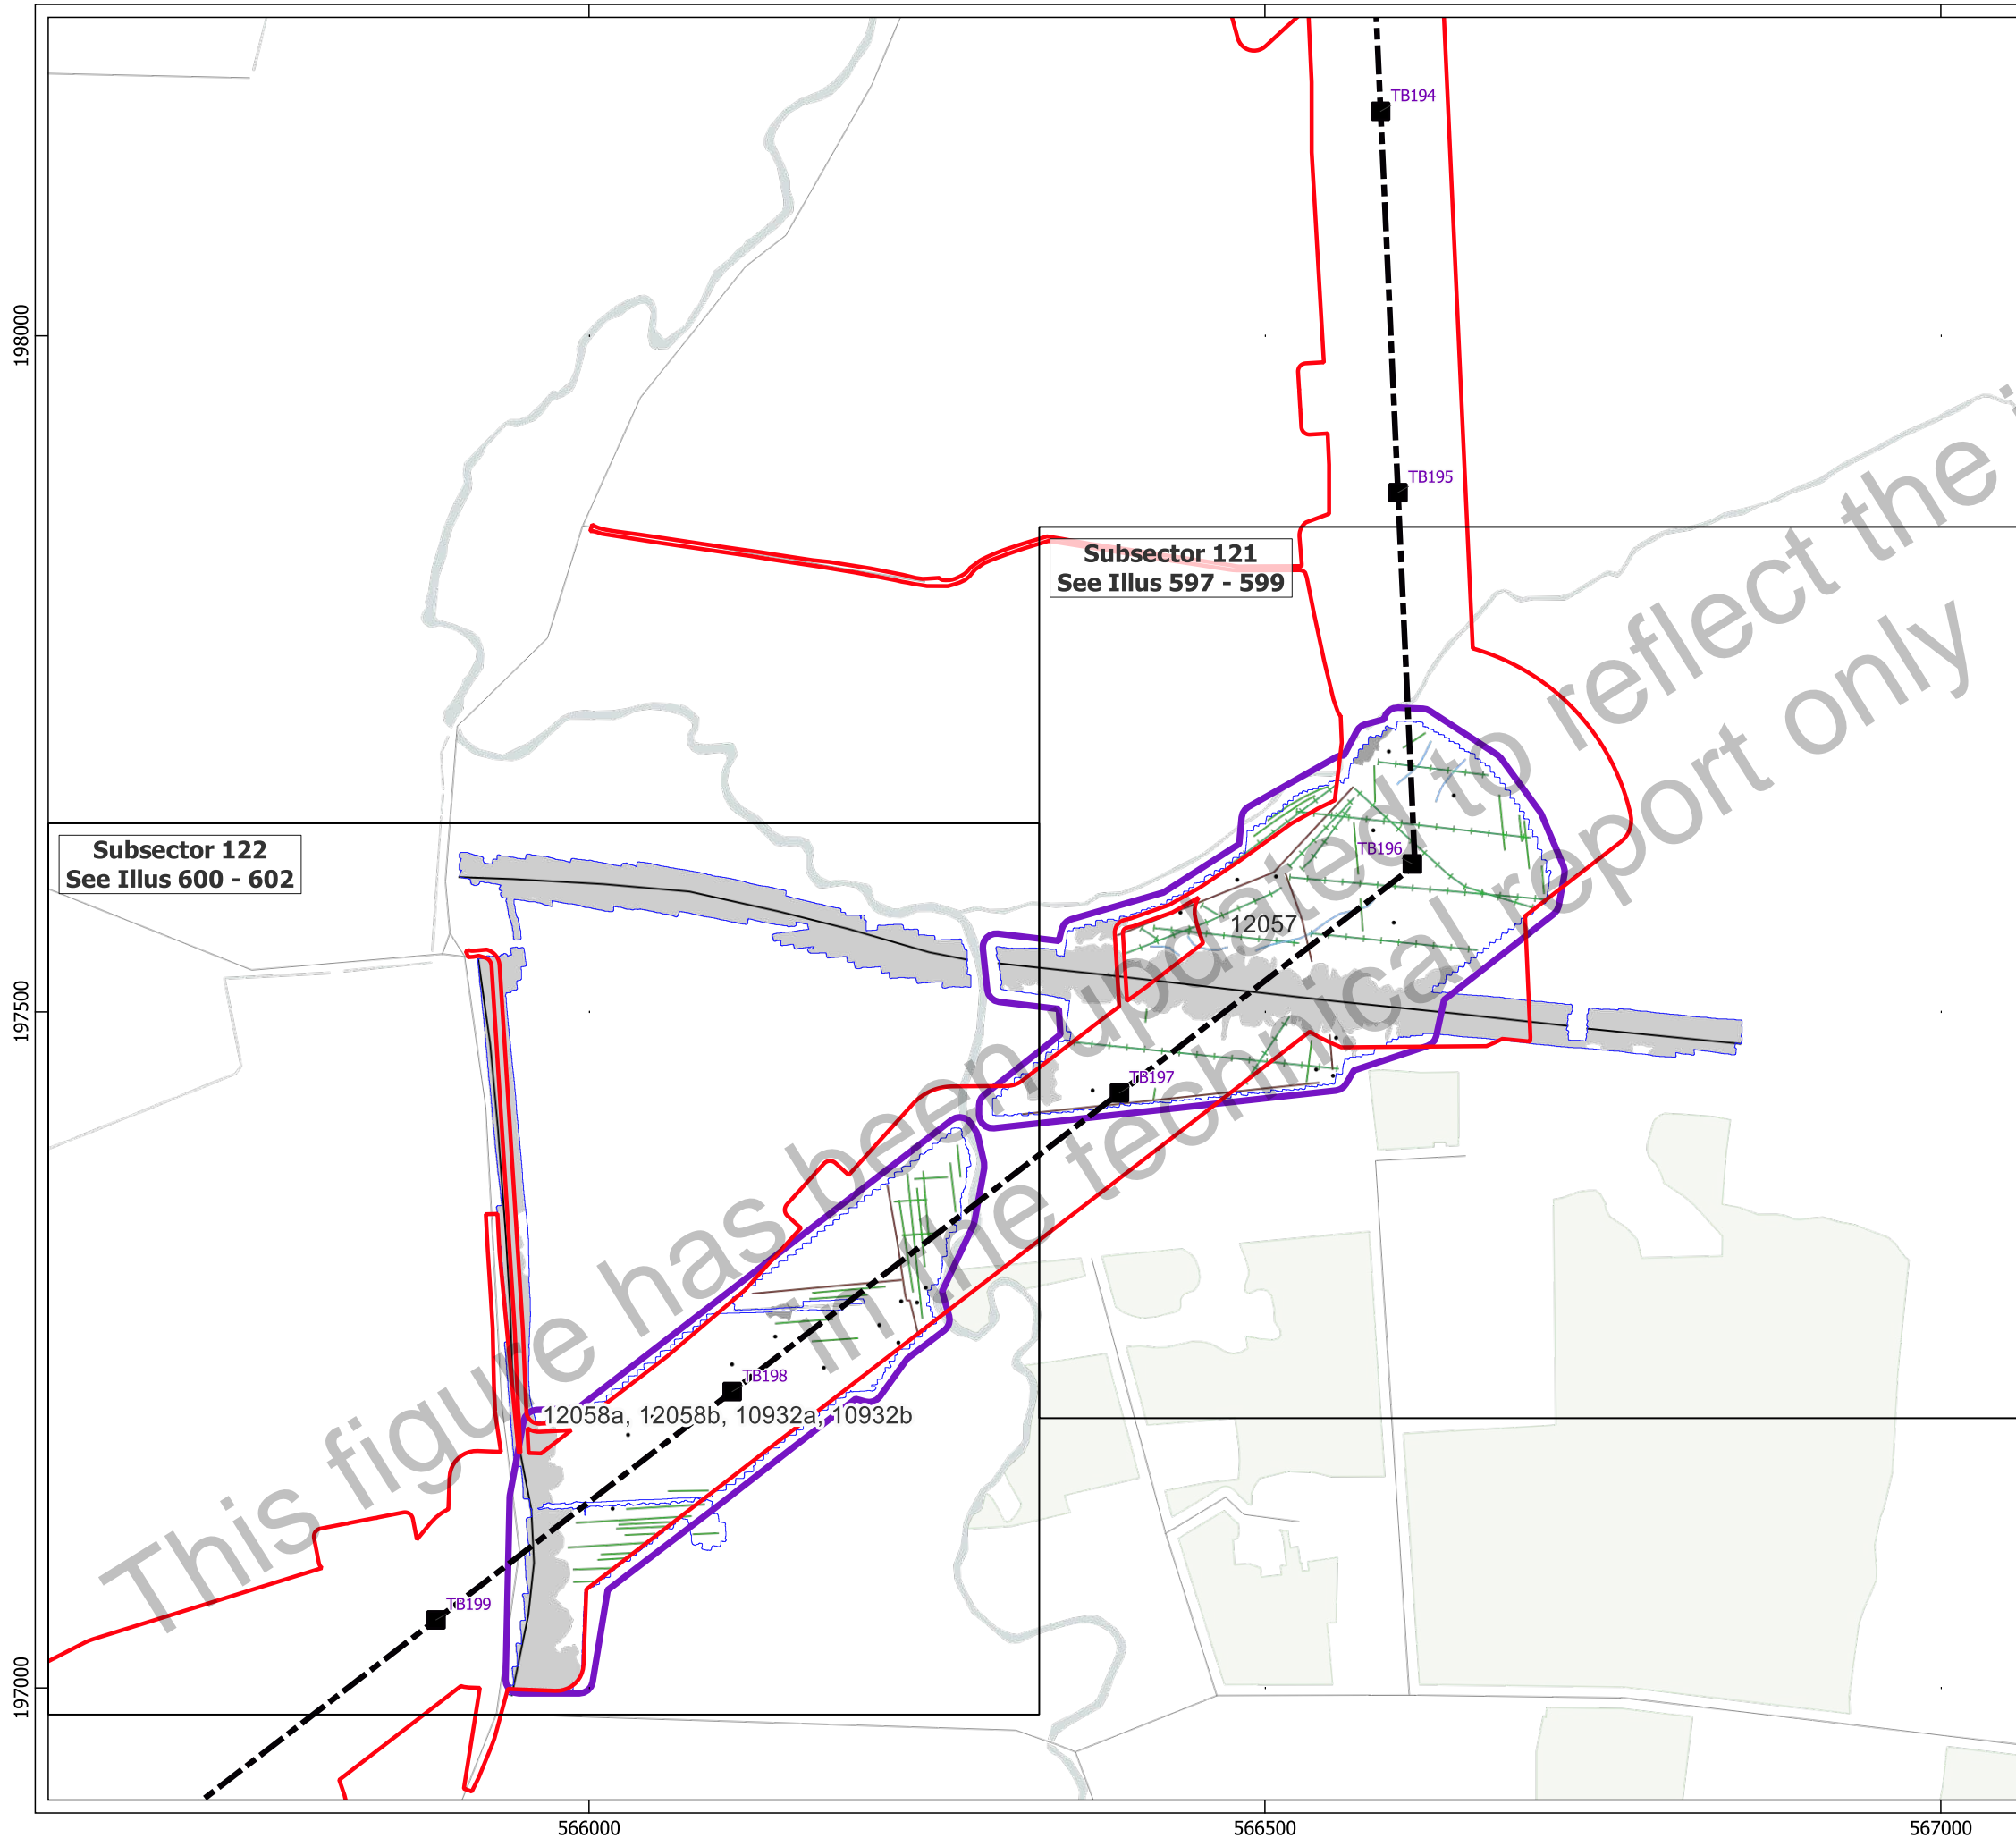 TB194
198000
TB195
Subsector 121
See Illus 597 - 599
Subsector 122
See Illus 600 - 602
TB196
12057
197500
TB197
TB198
12058a, 12058b, 10932a, 10932b
TB199
197000
566000
566500
567000
This figure has been updated to reflect the
in the technical report only